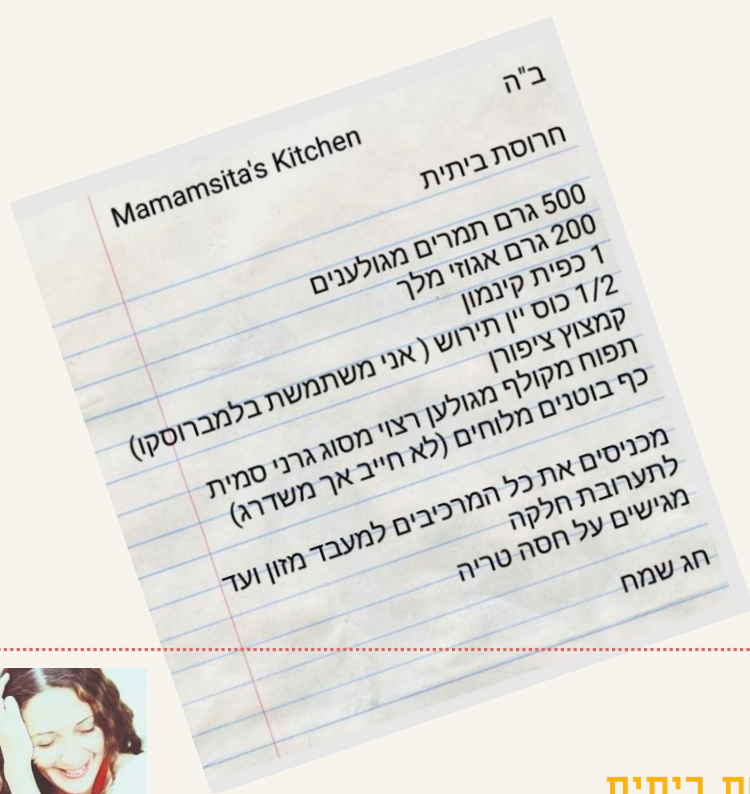 ב"ה
Mamamsita's Kitchen
חרוסת ביתית
500 גרם תמרים מגולענים
200 גרם אגוזי מלך
1 כפית קינמון
1/2 כוס יין תירוש ( אני משתמשת בלמברוסקו)
קמצוץ ציפורן
תפוח מקולף מגולען רצוי מסוג גרני סמית
כף בוטנים מלוחים (לא חייב אך משדרג)
מכניסים את כל המרכיבים למעבד מזון ועד
לתערובת חלקה
מגישים על חסה טריה
חג שמח